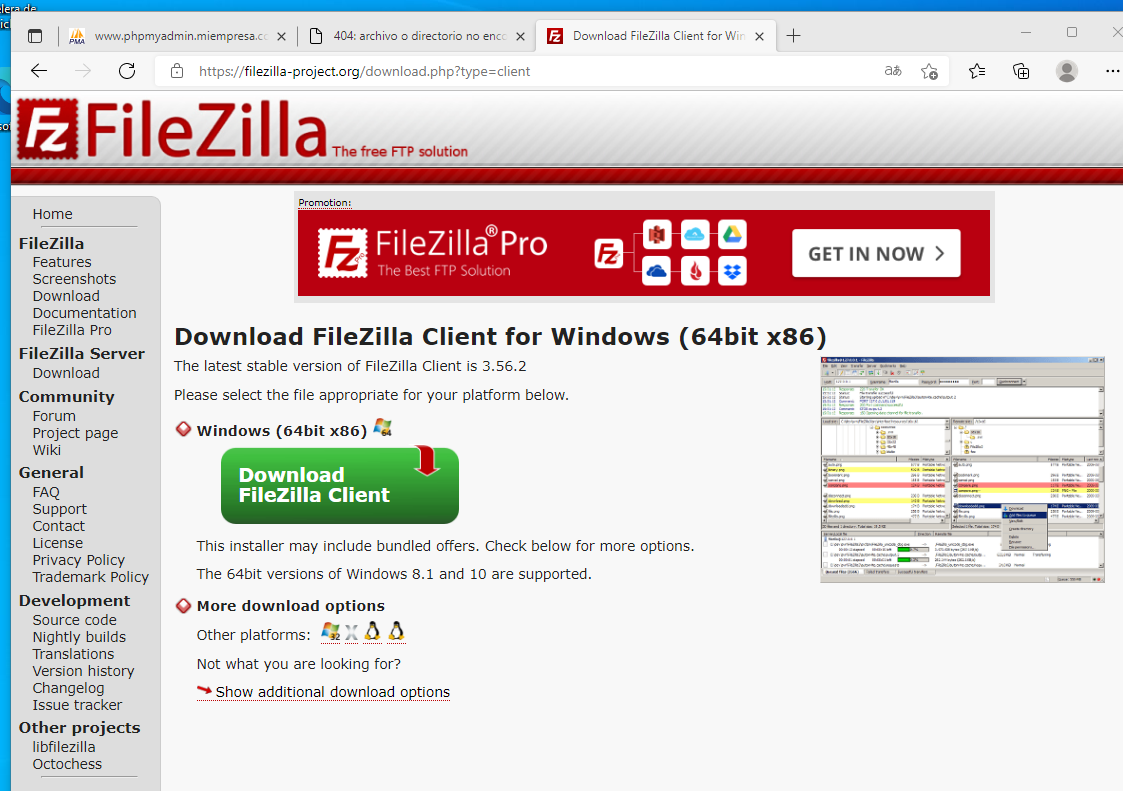 elera de
www.phpmyadmin.miempresa.co
404: archivo o directorio no enco
Download FileZilla Client for Win
https://filezilla-project.org/download.php?type=client
FileZilla The free FTP solution
Home
FileZilla
Features
Screenshots
Download
Documentation
FileZilla Pro
FileZilla Server
Download
Community
Forum
Project page
Wiki
General
FAQ
Support
Contact
License
Privacy Policy
Trademark Policy
Development
Source code
Nightly builds
Translations
Version history
Changelog
Issue tracker
Other projects
libfilezilla
Octochess
Promotion:
FileZilla® Pro
The Best FTP Solution
GET IN NOW
Download FileZilla Client for Windows (64bit x86)
The latest stable version of FileZilla Client is 3.56.2
Please select the file appropriate for your platform below.
Windows (64bit x86)
Download
FileZilla Client
This installer may include bundled offers. Check below for more options.
The 64bit versions of Windows 8.1 and 10 are supported.
More download options
Other platforms:
Not what you are looking for?
Show additional download options